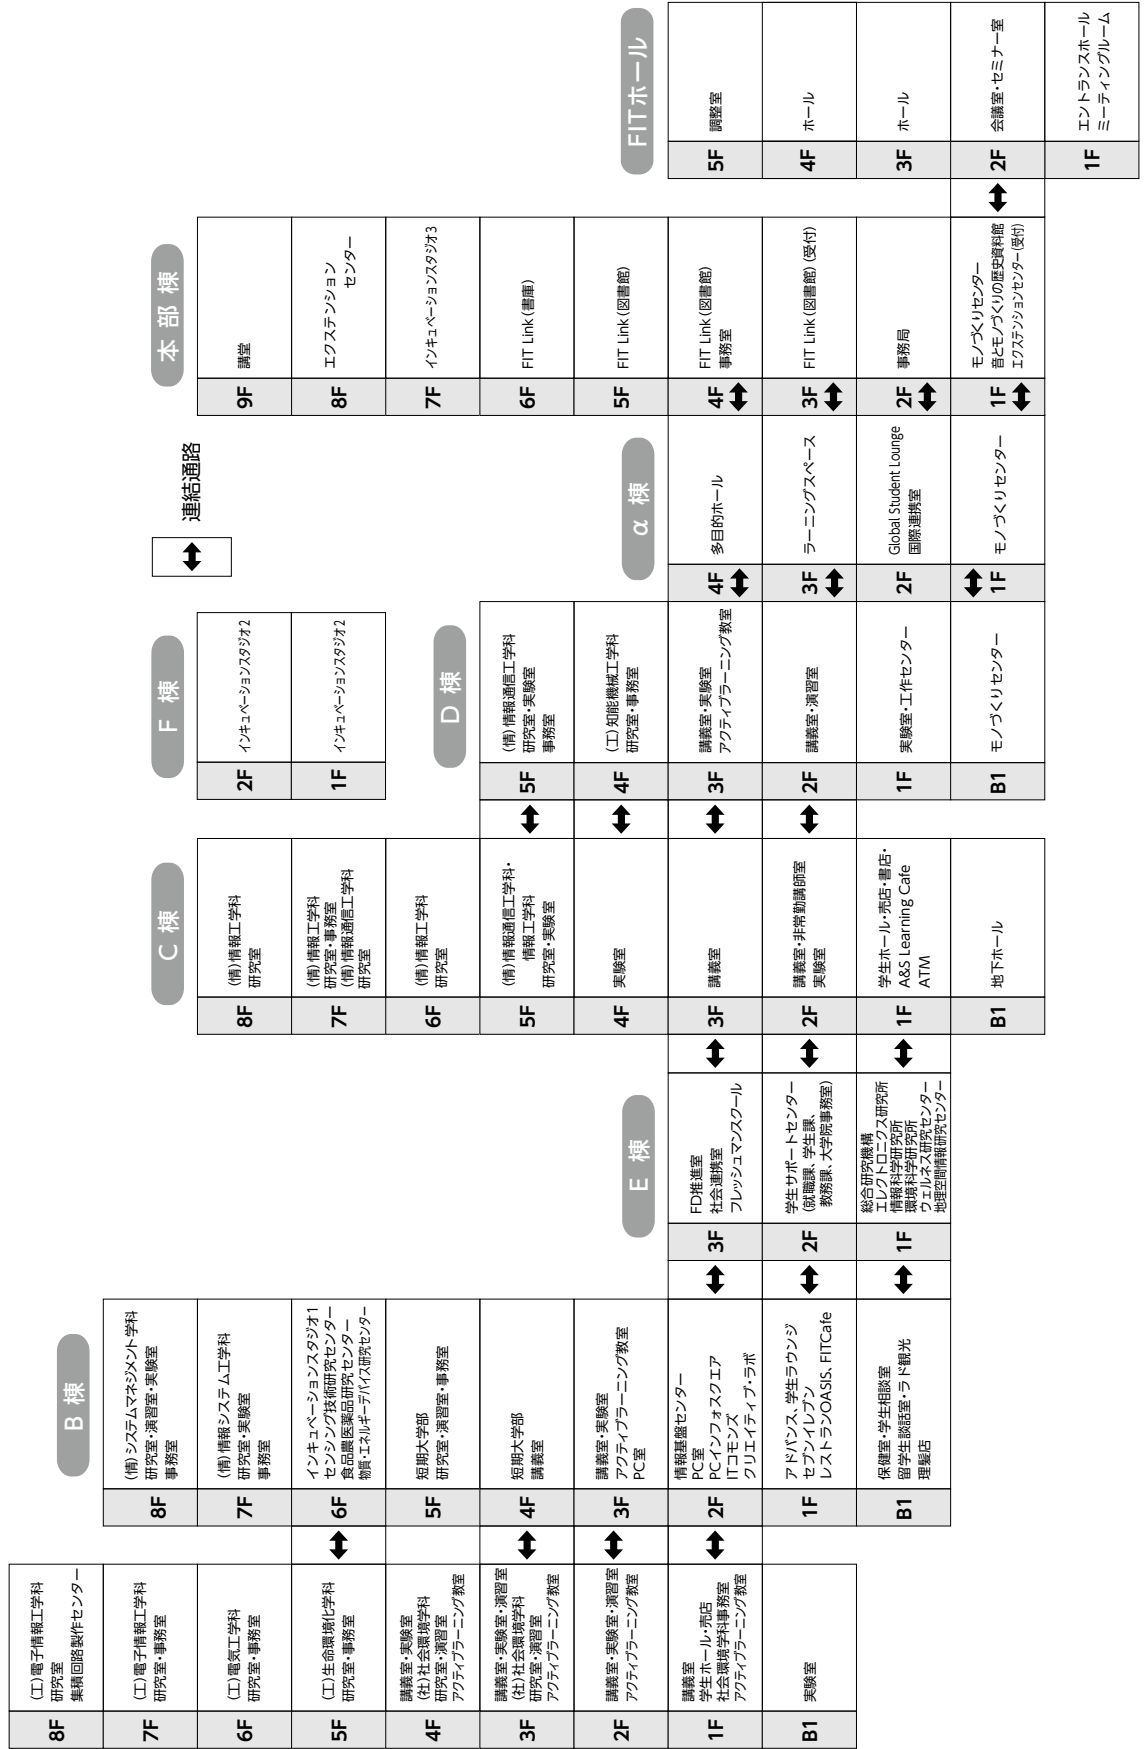 8F
(工)電子情報工学科
研究室
集積回路製作センター
7F
(工)電子情報工学科
研究室・事務室
6F
(工)電気工学科
研究室・事務室
5F
(工)生命環境化学科
研究室・事務室
4F
講義室・実験室
(社)社会環境学科
研究室・演習室
アクティブラーニング教室
3F
講義室・実験室・演習室
(社)社会環境学科
研究室・演習室
アクティブラーニング教室
2F
講義室・実験室・演習室
アクティブラーニング教室
1F
講義室
学生ホール・売店
社会環境学科事務室
アクティブラーニング教室
B1
実験室
B 棟
8F
(情)システムマネジメント学科
研究室・演習室・実験室
事務室
7F
(情)情報システム工学科
研究室・実験室
事務室
6F
インキュベーションスタジオ1
センシング技術研究センター
食品農医薬品研究センター
物質・エネルギーデバイス研究センター
5F
短期大学部
研究室・演習室・事務室
4F
短期大学部
講義室
3F
講義室・実験室
アクティブラーニング教室
PC室
2F
情報基盤センター
PC室
PCインフォスクエア
ITコモンズ
クリエイティブ・ラボ
1F
アドバンス、学生ラウンジ
セブンイレブン
レストランOASIS、FITCafe
B1
保健室・学生相談室
留学生談話室・ラド観光
理髪店
E 棟
3F
FD推進室
社会連携室
フレッシュマンスクール
2F
学生サポートセンター
(就職課、学生課、
教務課、大学院事務室)
1F
総合研究機構
エレクトロニクス研究所
情報科学研究所
環境科学研究所
ウェルネス研究センター
地理空間情報研究センター
C 棟
8F
(情)情報工学科
研究室
7F
(情)情報工学科
研究室・事務室
(情)情報通信工学科
研究室
6F
(情)情報工学科
研究室
5F
(情)情報通信工学科・
情報工学科
研究室・実験室
4F
実験室
3F
講義室
2F
講義室・非常勤講師室
実験室
1F
学生ホール・売店・書店・
A&S Learning Cafe
ATM
B1
地下ホール
F 棟
2F
インキュベーションスタジオ2
1F
インキュベーションスタジオ2
D 棟
5F
(情)情報通信工学科
研究室・実験室
事務室
4F
(工)知能機械工学科
研究室・事務室
3F
講義室・実験室
アクティブラーニング教室
2F
講義室・演習室
1F
実験室・工作センター
B1
モノづくりセンター
連結通路
α 棟
4F
多目的ホール
3F
ラーニングスペース
2F
Global Student Lounge
国際連携室
1F
モノづくりセンター
本 部 棟
9F
講堂
8F
エクステンション
センター
7F
インキュベーションスタジオ3
6F
FIT Link(書庫)
5F
FIT Link(図書館)
4F
FIT Link(図書館)
事務室
3F
FIT Link(図書館)(受付)
2F
事務局
1F
モノづくりセンター
音とモノづくりの歴史資料館
エクステンションセンター(受付)
FITホール
5F
調整室
4F
ホール
3F
ホール
2F
会議室・セミナー室
1F
エントランスホール
ミーティングルーム